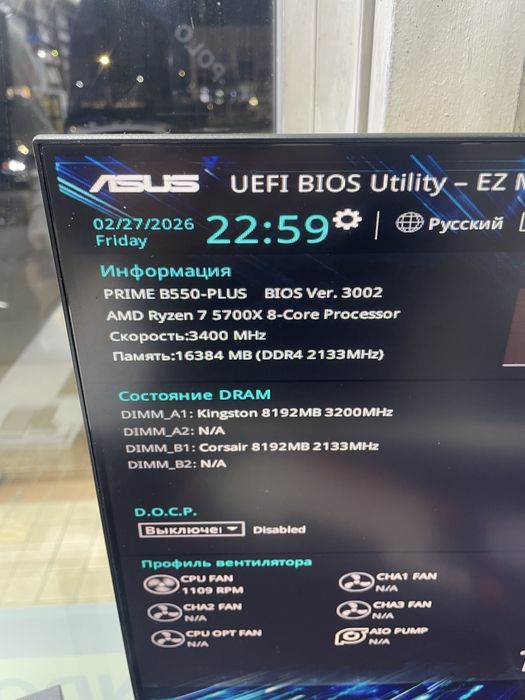 POLO
ASUS UEFI BIOS Utility – EZ M
02/27/2026
Friday
22:59
Русский
Информация
PRIME B550-PLUS BIOS Ver. 3002
AMD Ryzen 7 5700X 8-Core Processor
Скорость:3400 MHz
Память:16384 MB (DDR4 2133MHz)
Состояние DRAM
DIMM_A1: Kingston 8192MB 3200MHz
DIMM_A2: N/A
DIMM_B1: Corsair 8192MB 2133MHz
DIMM_B2: N/A
D.O.C.P.
Выключе Disabled
Профиль вентилятора
CPU FAN
1109 RPM
CHA1 FAN
N/A
CHA2 FAN
N/A
CHA3 FAN
N/A
CPU OPT FAN
N/A
AIO PUMP
N/A